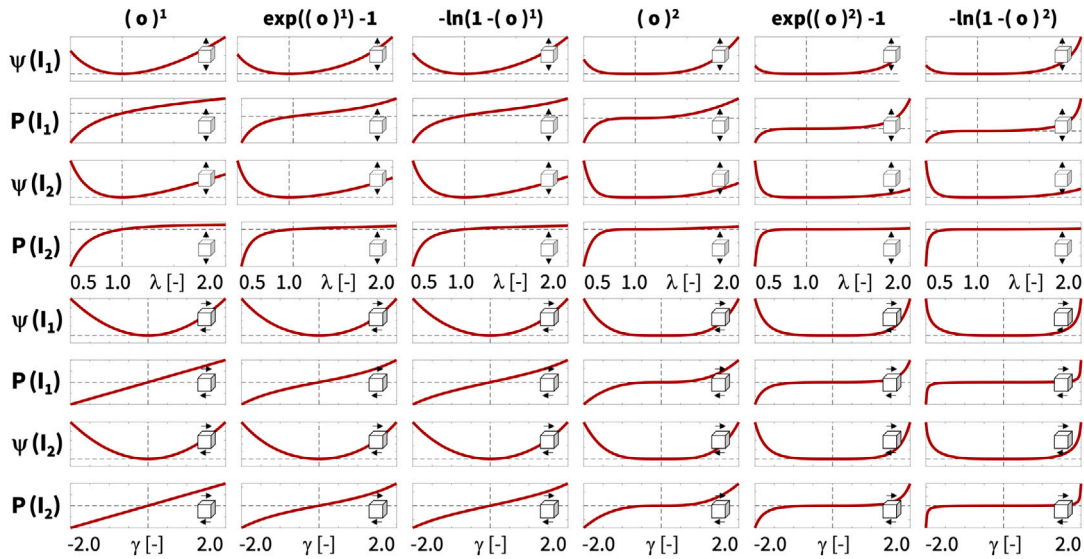 ( o )¹ exp(( o )¹) -1 -ln(1 -( o )¹) ( o )² exp(( o )²) -1 -ln(1 -( o ) ²)
ψ (I₁)
P (I₁)
ψ (I₂)
P (I₂)
0.5 1.0 λ [-] 2.0 0.5 1.0 λ [-] 2.0 0.5 1.0 λ [-] 2.0 0.5 1.0 λ [-] 2.0 0.5 1.0 λ [-] 2.0 0.5 1.0 λ [-] 2.0
ψ (I₁)
P (I₁)
ψ (I₂)
P (I₂)
-2.0 γ [-] 2.0 -2.0 γ [-] 2.0 -2.0 γ [-] 2.0 -2.0 γ [-] 2.0 -2.0 γ [-] 2.0 -2.0 γ [-] 2.0